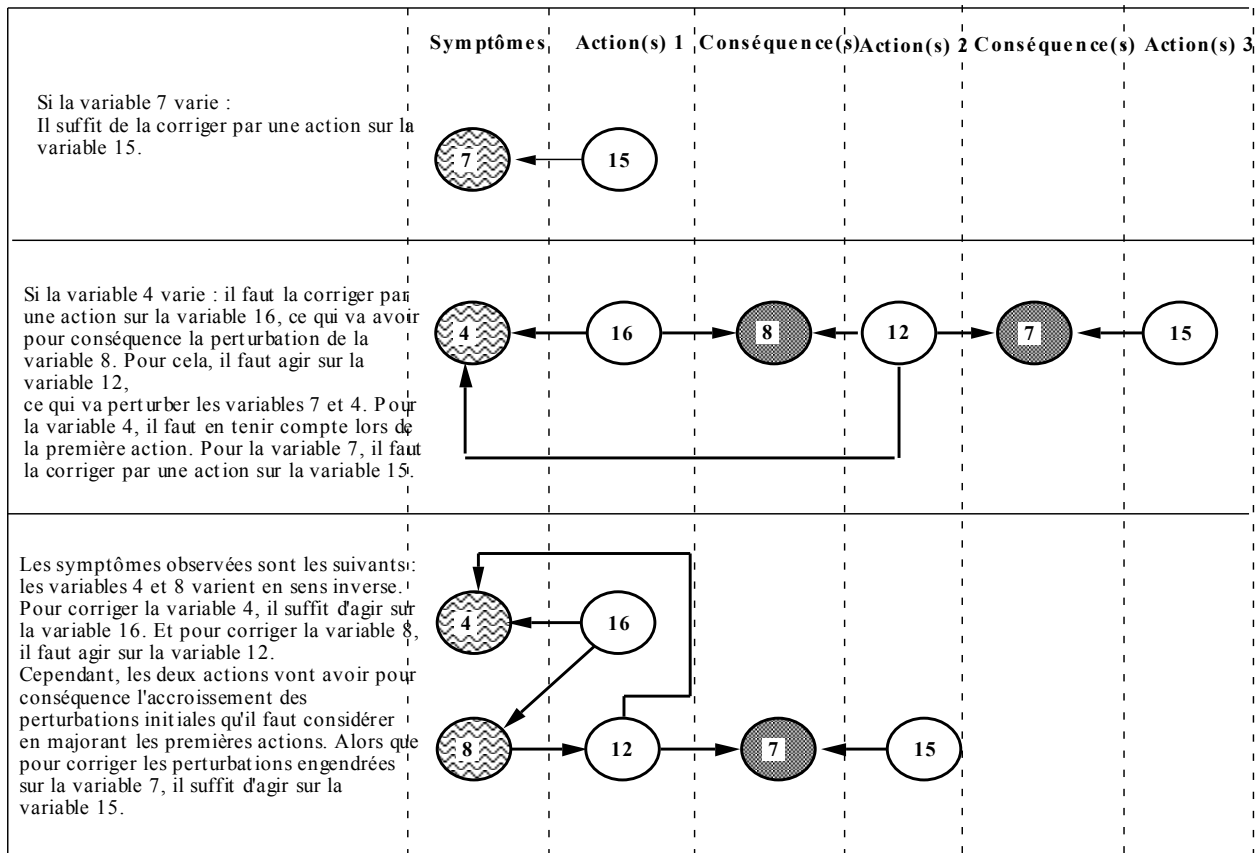 Symptômes Action(s) 1 Conséquence(s) Action(s) 2 Conséquence(s) Action(s) 3
Si la variable 7 varie :
Il suffit de la corriger par une action sur la
variable 15.
7 15
Si la variable 4 varie : il faut la corriger par
une action sur la variable 16, ce qui va avoir
pour conséquence la perturbation de la
variable 8. Pour cela, il faut agir sur la
variable 12,
ce qui va perturber les variables 7 et 4. Pour
la variable 4, il faut en tenir compte lors de
la première action. Pour la variable 7, il faut
la corriger par une action sur la variable 15.
4 16 8 12 7 15
Les symptômes observées sont les suivants :
les variables 4 et 8 varient en sens inverse.
Pour corriger la variable 4, il suffit d'agir sur
la variable 16. Et pour corriger la variable 8,
il faut agir sur la variable 12.
Cependant, les deux actions vont avoir pour
conséquence l'accroissement des
perturbations initiales qu'il faut considérer
en majorant les premières actions. Alors que
pour corriger les perturbations engendrées
sur la variable 7, il suffit d'agir sur la
variable 15.
4 16
8 12 7 15